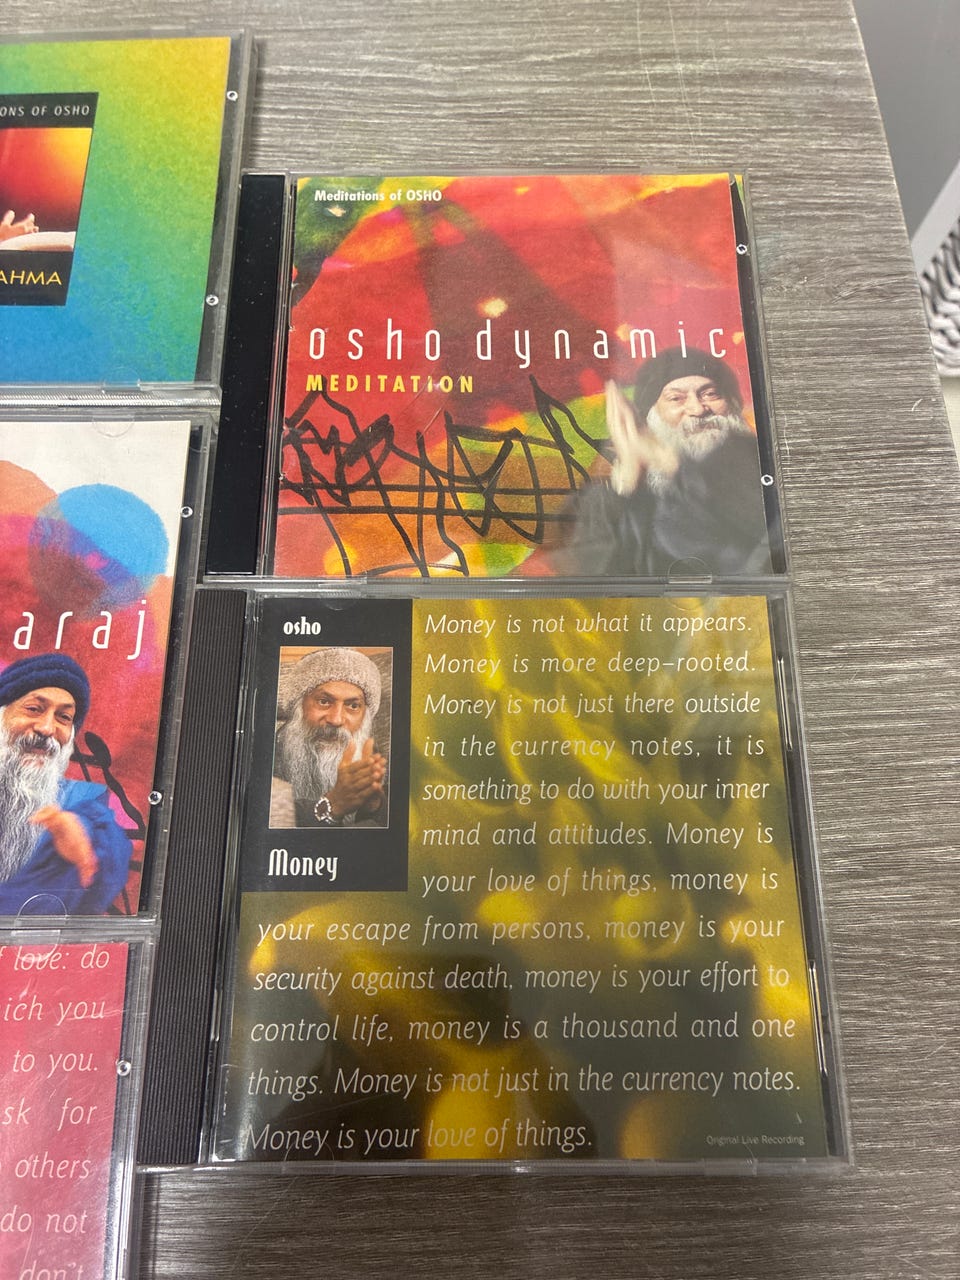 ONS OF OSHO
AHMA
Meditations of OSHO
osho dynamic
MEDITATION
araj
osho
Money
Money is not what it appears.
Money is more deep-rooted.
Money is not just there outside
in the currency notes, it is
something to do with your inner
mind and attitudes. Money is
your love of things, money is
your escape from persons, money is your
security against death, money is your effort to
control life, money is a thousand and one
things. Money is not just in the currency notes.
Money is your love of things.
Original Live Recording
f love: do
ich you
to you.
sk for
others
do not
don't